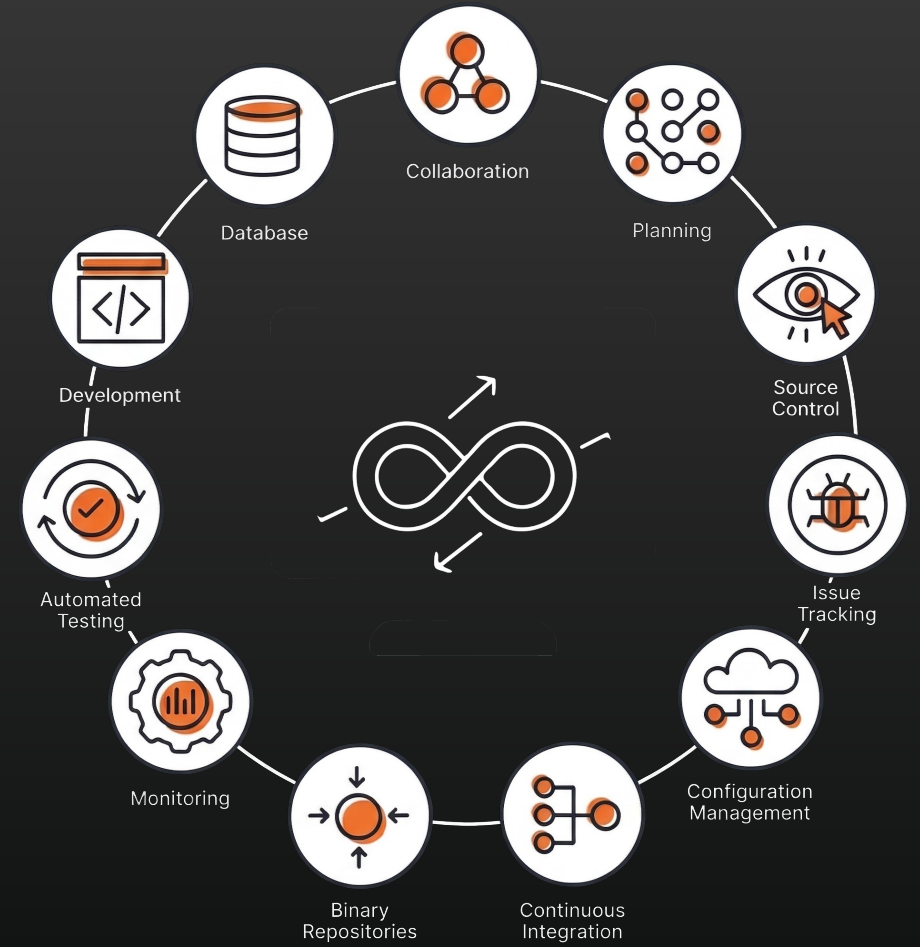 Collaboration
Database
Planning
Development
Source
Control
Automated
Testing
Issue
Tracking
Monitoring
Configuration
Management
Binary
Repositories
Continuous
Integration